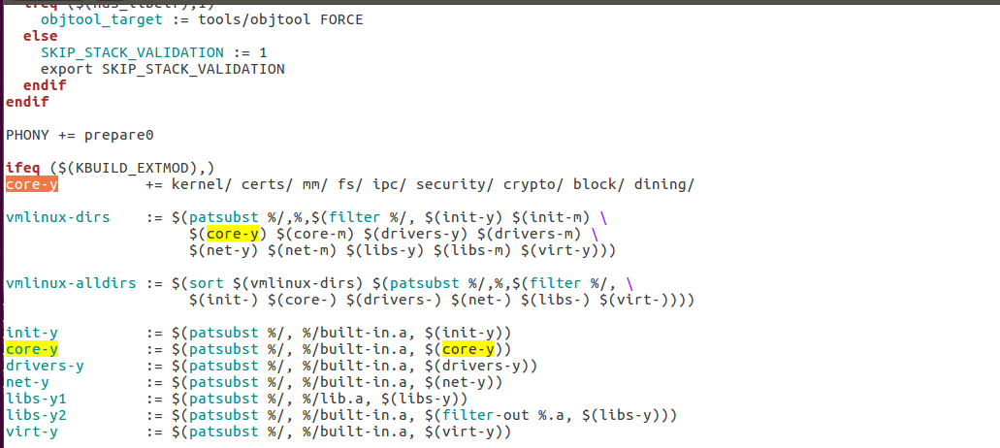 ifeq ($(has_libelf),1)
objtool_target := tools/objtool FORCE
else
SKIP_STACK_VALIDATION := 1
export SKIP_STACK_VALIDATION
endif
endif
PHONY += prepare0
ifeq ($(KBUILD_EXTMOD),)
core-y += kernel/ certs/ mm/ fs/ ipc/ security/ crypto/ block/ dining/
vmlinux-dirs := $(patsubst %/,%,$(filter %/, $(init-y) $(init-m) \
$(core-y) $(core-m) $(drivers-y) $(drivers-m) \
$(net-y) $(net-m) $(libs-y) $(libs-m) $(virt-y)))
vmlinux-alldirs := $(sort $(vmlinux-dirs) $(patsubst %/,%,$(filter %/, \
$(init-) $(core-) $(drivers-) $(net-) $(libs-) $(virt-))))
init-y := $(patsubst %/, %/built-in.a, $(init-y))
core-y := $(patsubst %/, %/built-in.a, $(core-y))
drivers-y := $(patsubst %/, %/built-in.a, $(drivers-y))
net-y := $(patsubst %/, %/built-in.a, $(net-y))
libs-y1 := $(patsubst %/, %/lib.a, $(libs-y))
libs-y2 := $(patsubst %/, %/built-in.a, $(filter-out %.a, $(libs-y)))
virt-y := $(patsubst %/, %/built-in.a, $(virt-y))